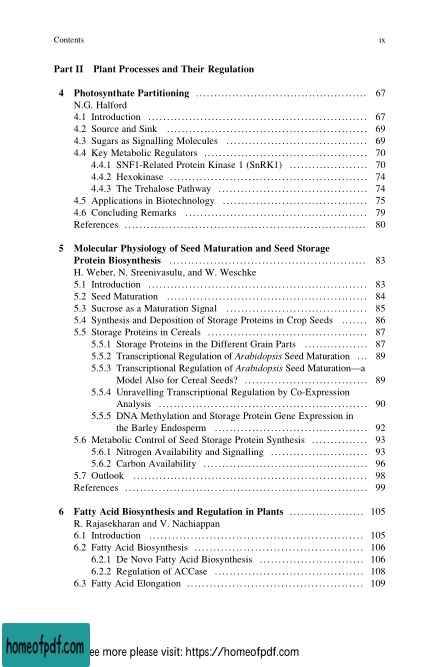 Contents ix
Part II Plant Processes and Their Regulation
4 Photosynthate Partitioning ................................................ 67
N.G. Halford
4.1 Introduction ............................................................ 67
4.2 Source and Sink ....................................................... 69
4.3 Sugars as Signalling Molecules ....................................... 69
4.4 Key Metabolic Regulators ............................................. 70
4.4.1 SNF1-Related Protein Kinase 1 (SnRK1) ..................... 70
4.4.2 Hexokinase ...................................................... 74
4.4.3 The Trehalose Pathway ......................................... 74
4.5 Applications in Biotechnology ........................................ 75
4.6 Concluding Remarks .................................................. 79
References .................................................................. 80
5 Molecular Physiology of Seed Maturation and Seed Storage
Protein Biosynthesis ...................................................... 83
H. Weber, N. Sreenivasulu, and W. Weschke
5.1 Introduction ............................................................ 83
5.2 Seed Maturation ....................................................... 84
5.3 Sucrose as a Maturation Signal ....................................... 85
5.4 Synthesis and Deposition of Storage Proteins in Crop Seeds ....... 86
5.5 Storage Proteins in Cereals ............................................ 87
5.5.1 Storage Proteins in the Different Grain Parts ................. 87
5.5.2 Transcriptional Regulation of Arabidopsis Seed Maturation ... 89
5.5.3 Transcriptional Regulation of Arabidopsis Seed Maturation—a
Model Also for Cereal Seeds? .................................. 89
5.5.4 Unravelling Transcriptional Regulation by Co-Expression
Analysis ......................................................... 90
5.5.5 DNA Methylation and Storage Protein Gene Expression in
the Barley Endosperm .......................................... 92
5.6 Metabolic Control of Seed Storage Protein Synthesis ............... 93
5.6.1 Nitrogen Availability and Signalling ........................... 93
5.6.2 Carbon Availability ............................................. 96
5.7 Outlook ................................................................ 98
References .................................................................. 99
6 Fatty Acid Biosynthesis and Regulation in Plants .................... 105
R. Rajasekharan and V. Nachiappan
6.1 Introduction ........................................................... 105
6.2 Fatty Acid Biosynthesis ............................................... 106
6.2.1 De Novo Fatty Acid Biosynthesis ............................. 106
6.2.2 Regulation of ACCase .......................................... 108
6.3 Fatty Acid Elongation ................................................. 109
homeofpdf.com
ee more please visit: https://homeofpdf.com